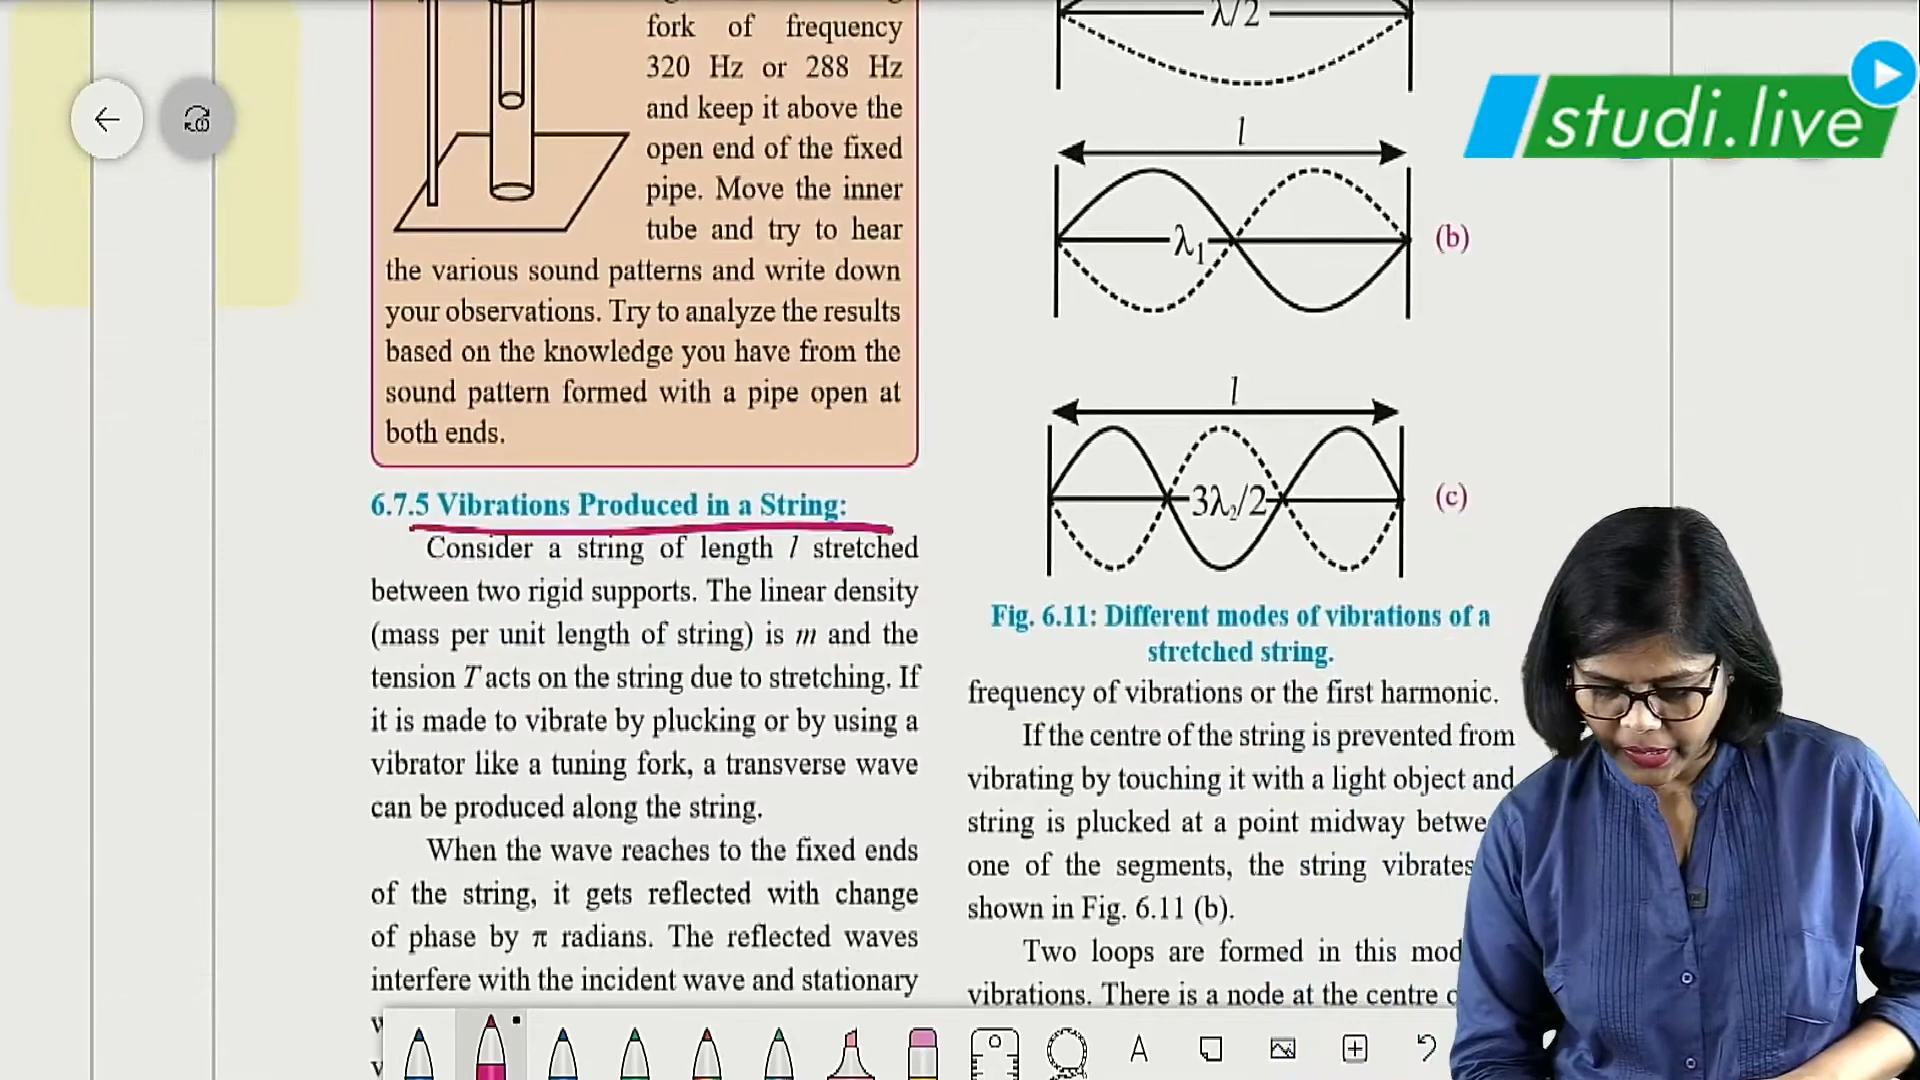 fork of frequency
320 Hz or 288 Hz
and keep it above the
open end of the fixed
pipe. Move the inner
tube and try to hear
the various sound patterns and write down
your observations. Try to analyze the results
based on the knowledge you have from the
sound pattern formed with a pipe open at
both ends.
6.7.5 Vibrations Produced in a String:
Consider a string of length l stretched
between two rigid supports. The linear density
(mass per unit length of string) is m and the
tension T acts on the string due to stretching. If
it is made to vibrate by plucking or by using a
vibrator like a tuning fork, a transverse wave
can be produced along the string.
When the wave reaches to the fixed ends
of the string, it gets reflected with change
of phase by π radians. The reflected waves
interfere with the incident wave and stationary
λ/2
l
λ₁
(b)
l
3λ₂/2
(c)
Fig. 6.11: Different modes of vibrations of a
stretched string.
frequency of vibrations or the first harmonic.
If the centre of the string is prevented from
vibrating by touching it with a light object and
string is plucked at a point midway betwe
one of the segments, the string vibrates
shown in Fig. 6.11 (b).
Two loops are formed in this mod
vibrations. There is a node at the centre
studi.live
A